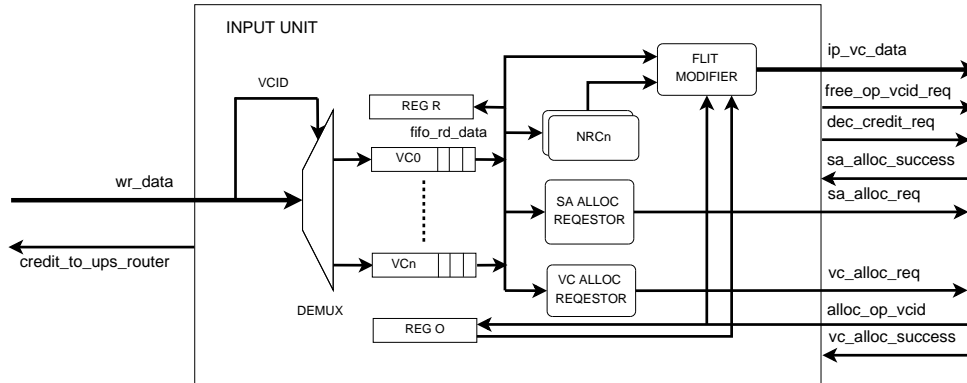 INPUT UNIT
VCID
wr_data
credit_to_ups_router
DEMUX
REG R
fifo_rd_data
VC0
VCn
REG O
FLIT
MODIFIER
NRCn
SA ALLOC
REQESTOR
VC ALLOC
REQESTOR
ip_vc_data
free_op_vcid_req
dec_credit_req
sa_alloc_success
sa_alloc_req
vc_alloc_req
alloc_op_vcid
vc_alloc_success